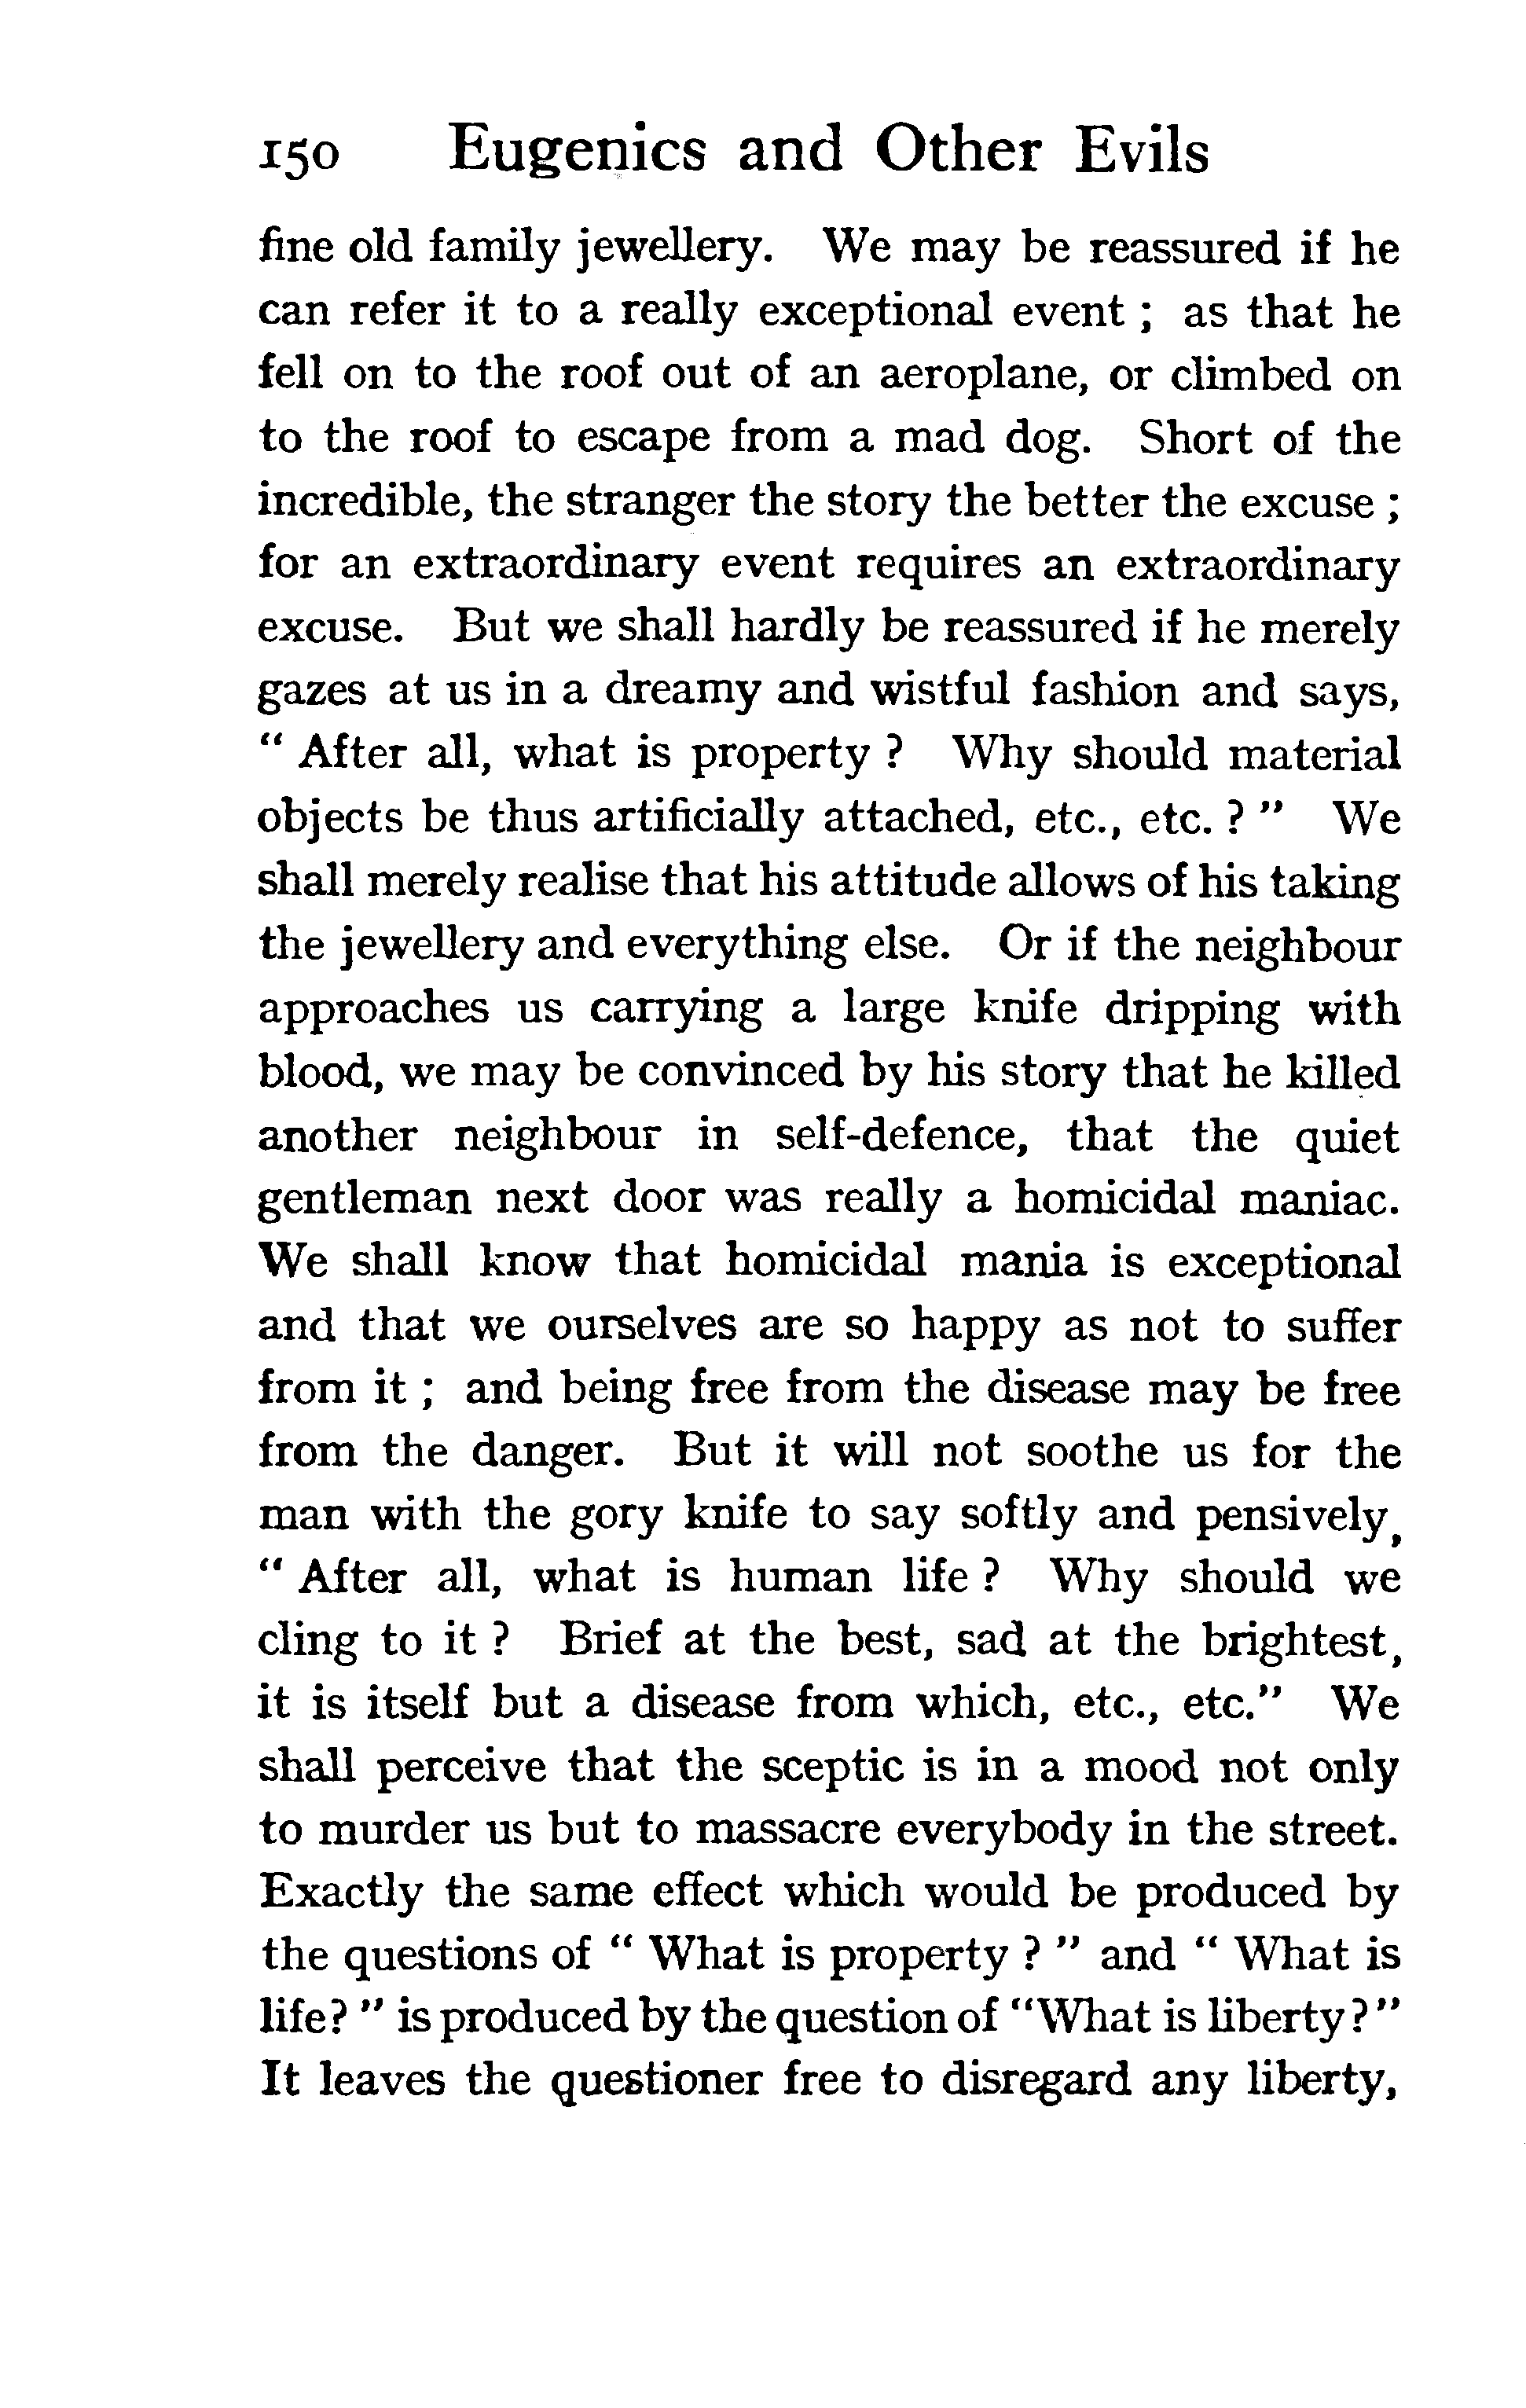 150 Eugenics and Other Evils
fine old family jewellery. We may be reassured if he
can refer it to a really exceptional event ; as that he
fell on to the roof out of an aeroplane, or climbed on
to the roof to escape from a mad dog. Short of the
incredible, the stranger the story the better the excuse ;
for an extraordinary event requires an extraordinary
excuse. But we shall hardly be reassured if he merely
gazes at us in a dreamy and wistful fashion and says,
“ After all, what is property ? Why should material
objects be thus artificially attached, etc., etc. ? ” We
shall merely realise that his attitude allows of his taking
the jewellery and everything else. Or if the neighbour
approaches us carrying a large knife dripping with
blood, we may be convinced by his story that he killed
another neighbour in self-defence, that the quiet
gentleman next door was really a homicidal maniac.
We shall know that homicidal mania is exceptional
and that we ourselves are so happy as not to suffer
from it ; and being free from the disease may be free
from the danger. But it will not soothe us for the
man with the gory knife to say softly and pensively,
“ After all, what is human life ? Why should we
cling to it ? Brief at the best, sad at the brightest,
it is itself but a disease from which, etc., etc.” We
shall perceive that the sceptic is in a mood not only
to murder us but to massacre everybody in the street.
Exactly the same effect which would be produced by
the questions of “ What is property ? ” and “ What is
life? ” is produced by the question of “What is liberty?”
It leaves the questioner free to disregard any liberty,